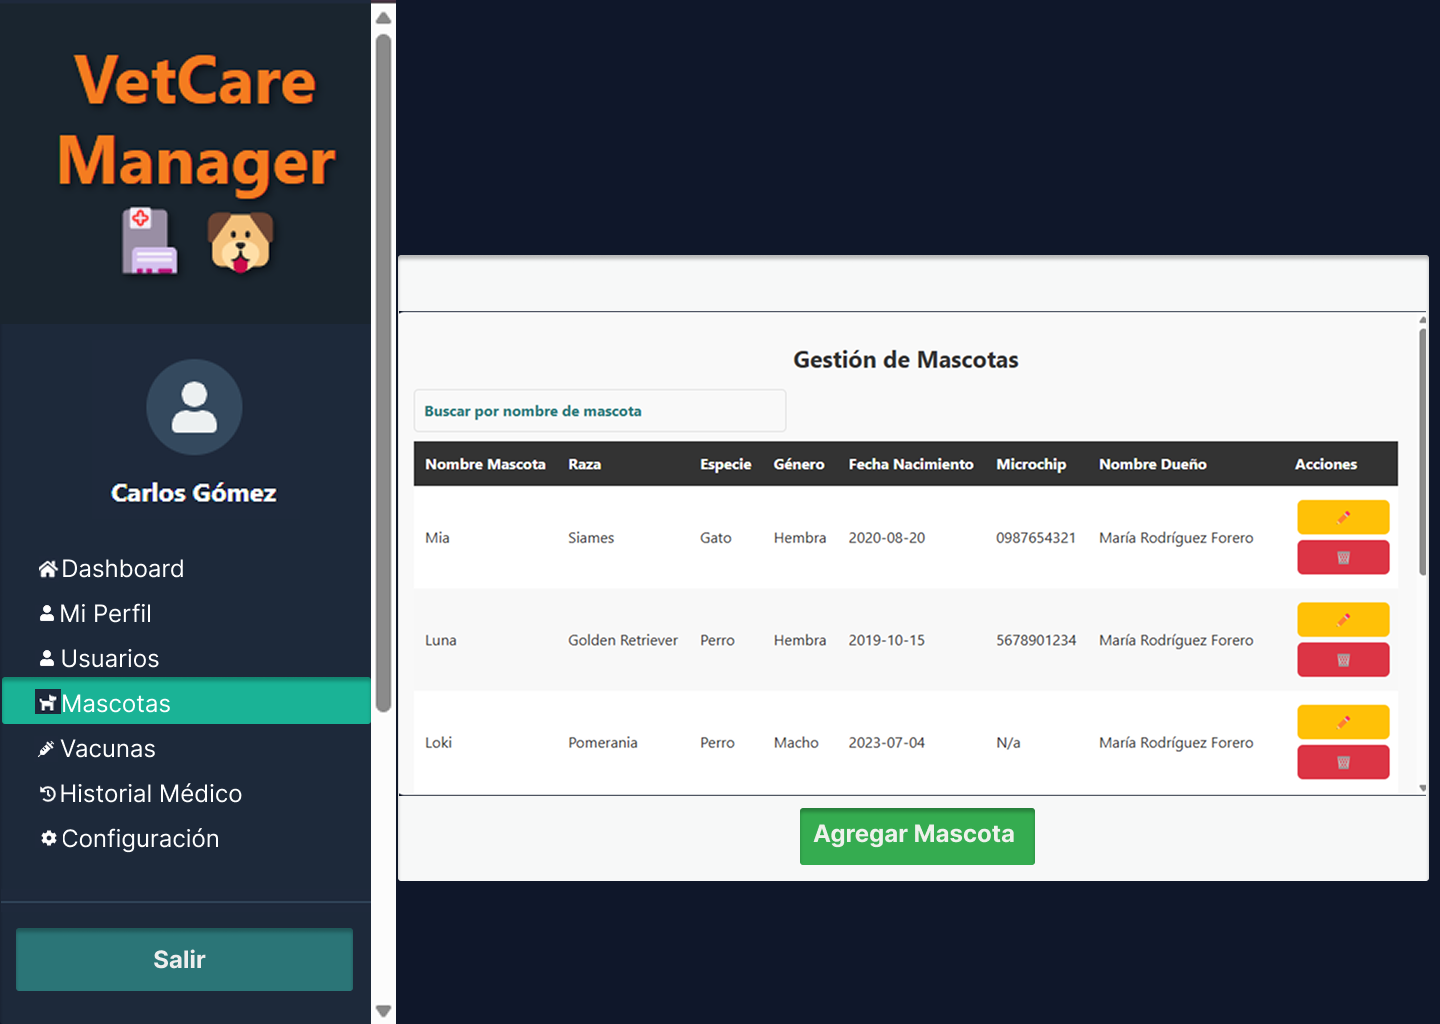 VetCare
Manager
Carlos Gómez
Dashboard
Mi Perfil
Usuarios
Mascotas
Vacunas
Historial Médico
Configuración
Salir
Gestión de Mascotas
Buscar por nombre de mascota
Nombre Mascota Raza Especie Género Fecha Nacimiento Microchip Nombre Dueño Acciones
Mia Siames Gato Hembra 2020-08-20 0987654321 María Rodríguez Forero
Luna Golden Retriever Perro Hembra 2019-10-15 5678901234 María Rodríguez Forero
Loki Pomerania Perro Macho 2023-07-04 N/a María Rodríguez Forero
Agregar Mascota